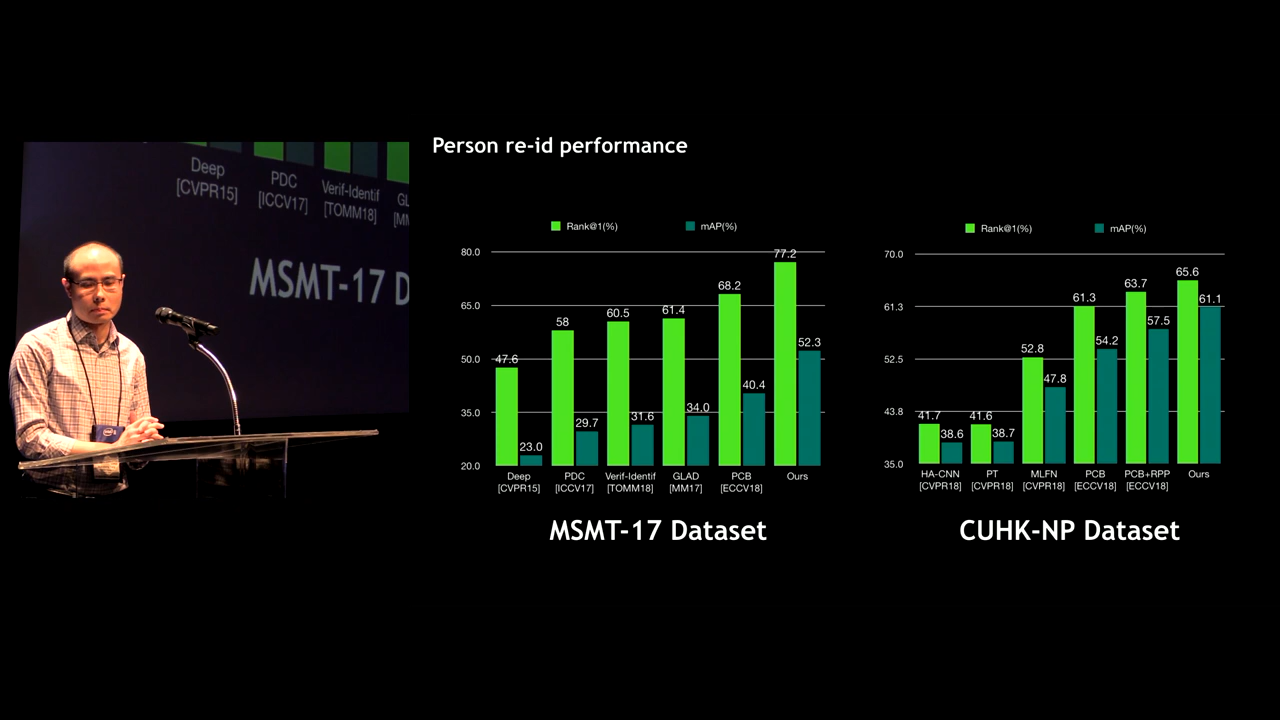 Deep
[CVPR15]
PDC
[ICCV17]
Verif-Identif
[TOMM18]
MSMT-17
Person re-id performance
Rank@1(%)
mAP(%)
80.0
65.0
50.0
35.0
20.0
47.6
23.0
58
29.7
60.5
31.6
61.4
34.0
68.2
40.4
77.2
52.3
Deep
[CVPR15]
PDC
[ICCV17]
Verif-Identif
[TOMM18]
GLAD
[MM17]
PCB
[ECCV18]
Ours
MSMT-17 Dataset
Rank@1(%)
mAP(%)
70.0
61.3
52.5
43.8
35.0
41.7
38.6
41.6
38.7
52.8
47.8
61.3
54.2
63.7
57.5
65.6
61.1
HA-CNN
[CVPR18]
PT
[CVPR18]
MLFN
[CVPR18]
PCB
[ECCV18]
PCB+RPP
[ECCV18]
Ours
CUHK-NP Dataset